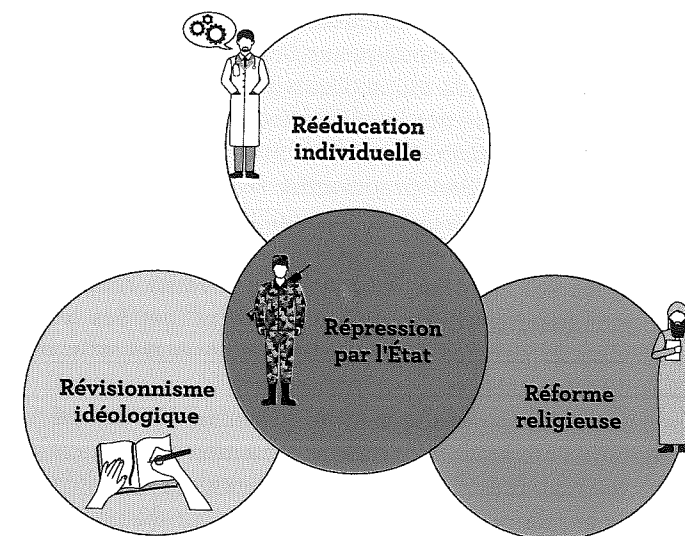 Rééducation
individuelle
Répression
par l'État
Révisionnisme
idéologique
Réforme
religieuse